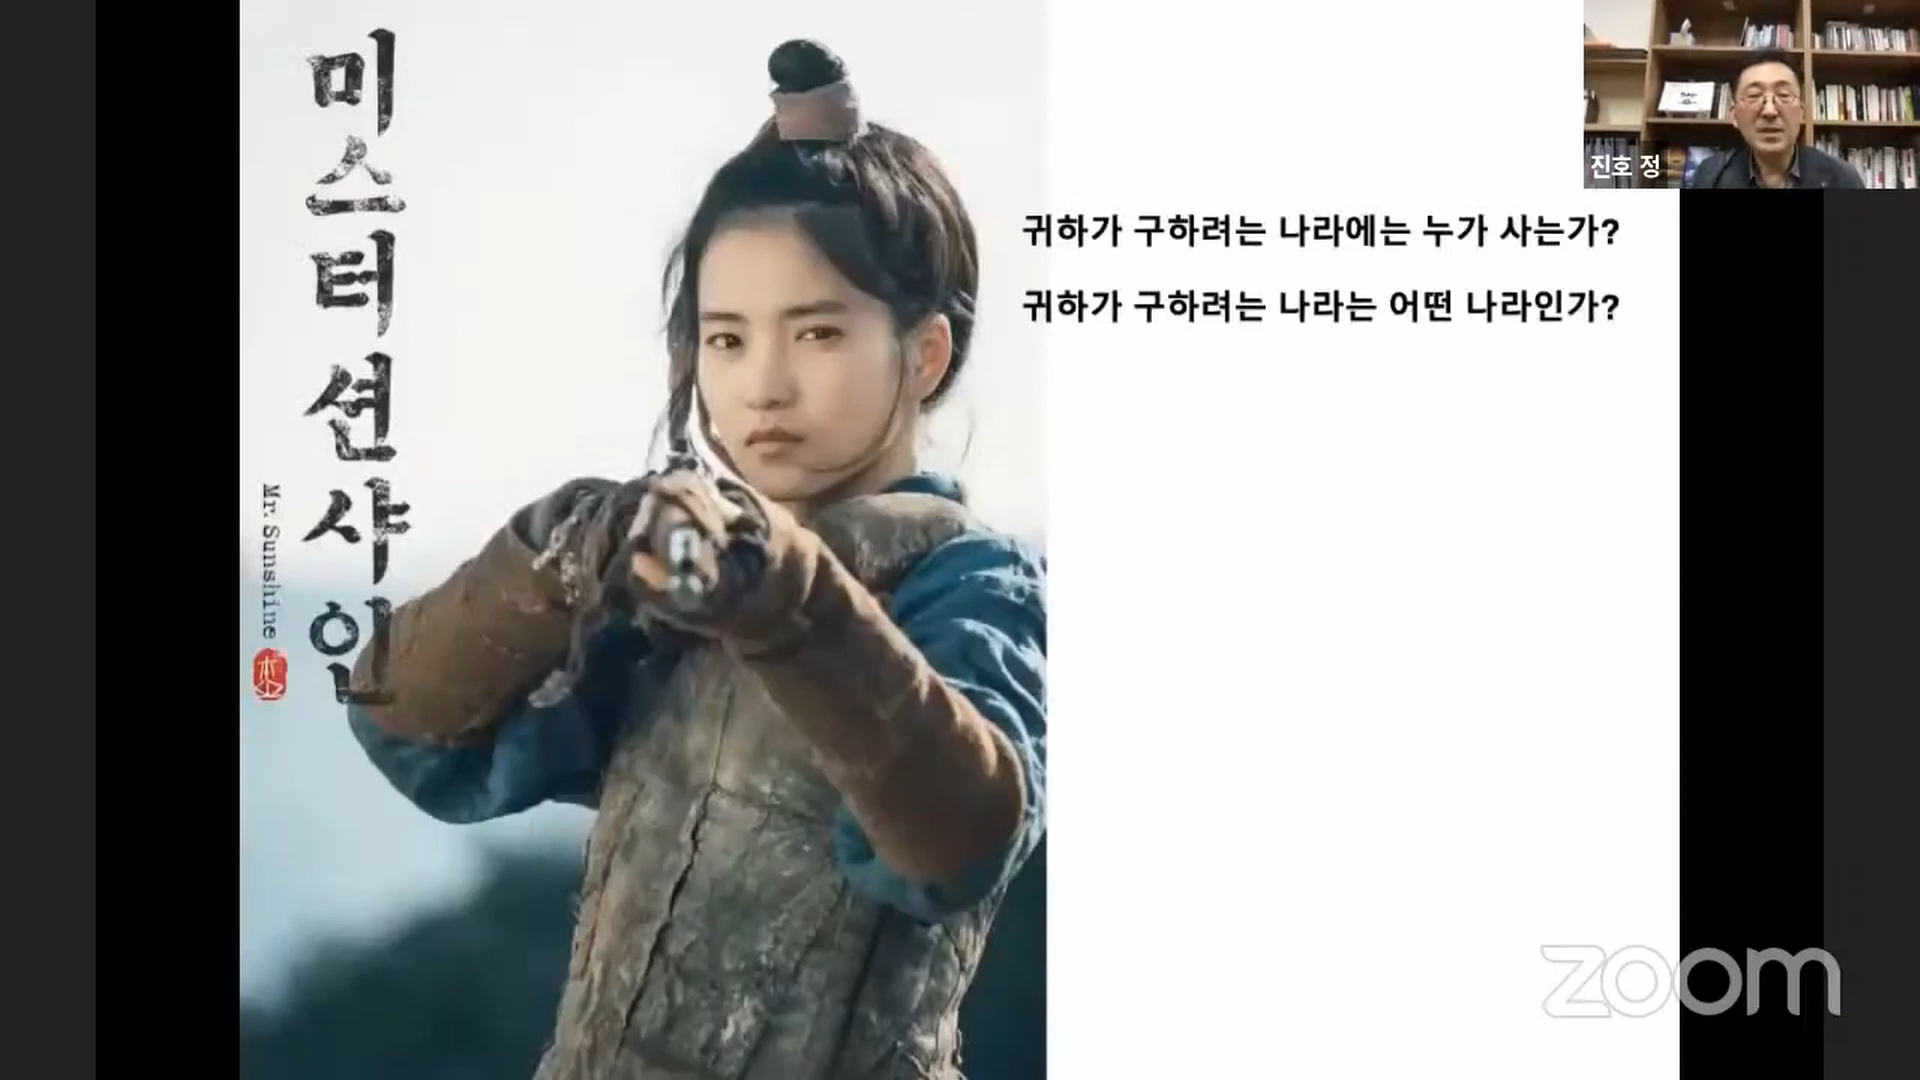 미스터션샤인
Mr. Sunshine
귀하가 구하려는 나라에는 누가 사는가?
귀하가 구하려는 나라는 어떤 나라인가?
진호 정
zoom